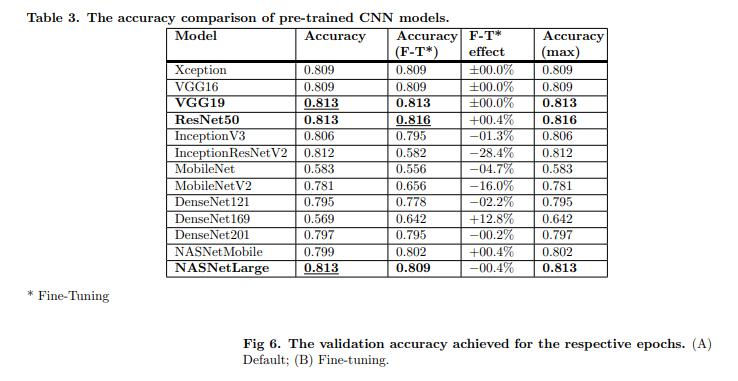 Table 3. The accuracy comparison of pre-trained CNN models.
Model Accuracy Accuracy (F-T*) F-T* effect Accuracy (max)
Xception 0.809 0.809 ±00.0% 0.809
VGG16 0.809 0.809 ±00.0% 0.809
VGG19 0.813 0.813 ±00.0% 0.813
ResNet50 0.813 0.816 +00.4% 0.816
InceptionV3 0.806 0.795 −01.3% 0.806
InceptionResNetV2 0.812 0.582 −28.4% 0.812
MobileNet 0.583 0.556 −04.7% 0.583
MobileNetV2 0.781 0.656 −16.0% 0.781
DenseNet121 0.795 0.778 −02.2% 0.795
DenseNet169 0.569 0.642 +12.8% 0.642
DenseNet201 0.797 0.795 −00.2% 0.797
NASNetMobile 0.799 0.802 +00.4% 0.802
NASNetLarge 0.813 0.809 −00.4% 0.813
* Fine-Tuning
Fig 6. The validation accuracy achieved for the respective epochs. (A)
Default; (B) Fine-tuning.